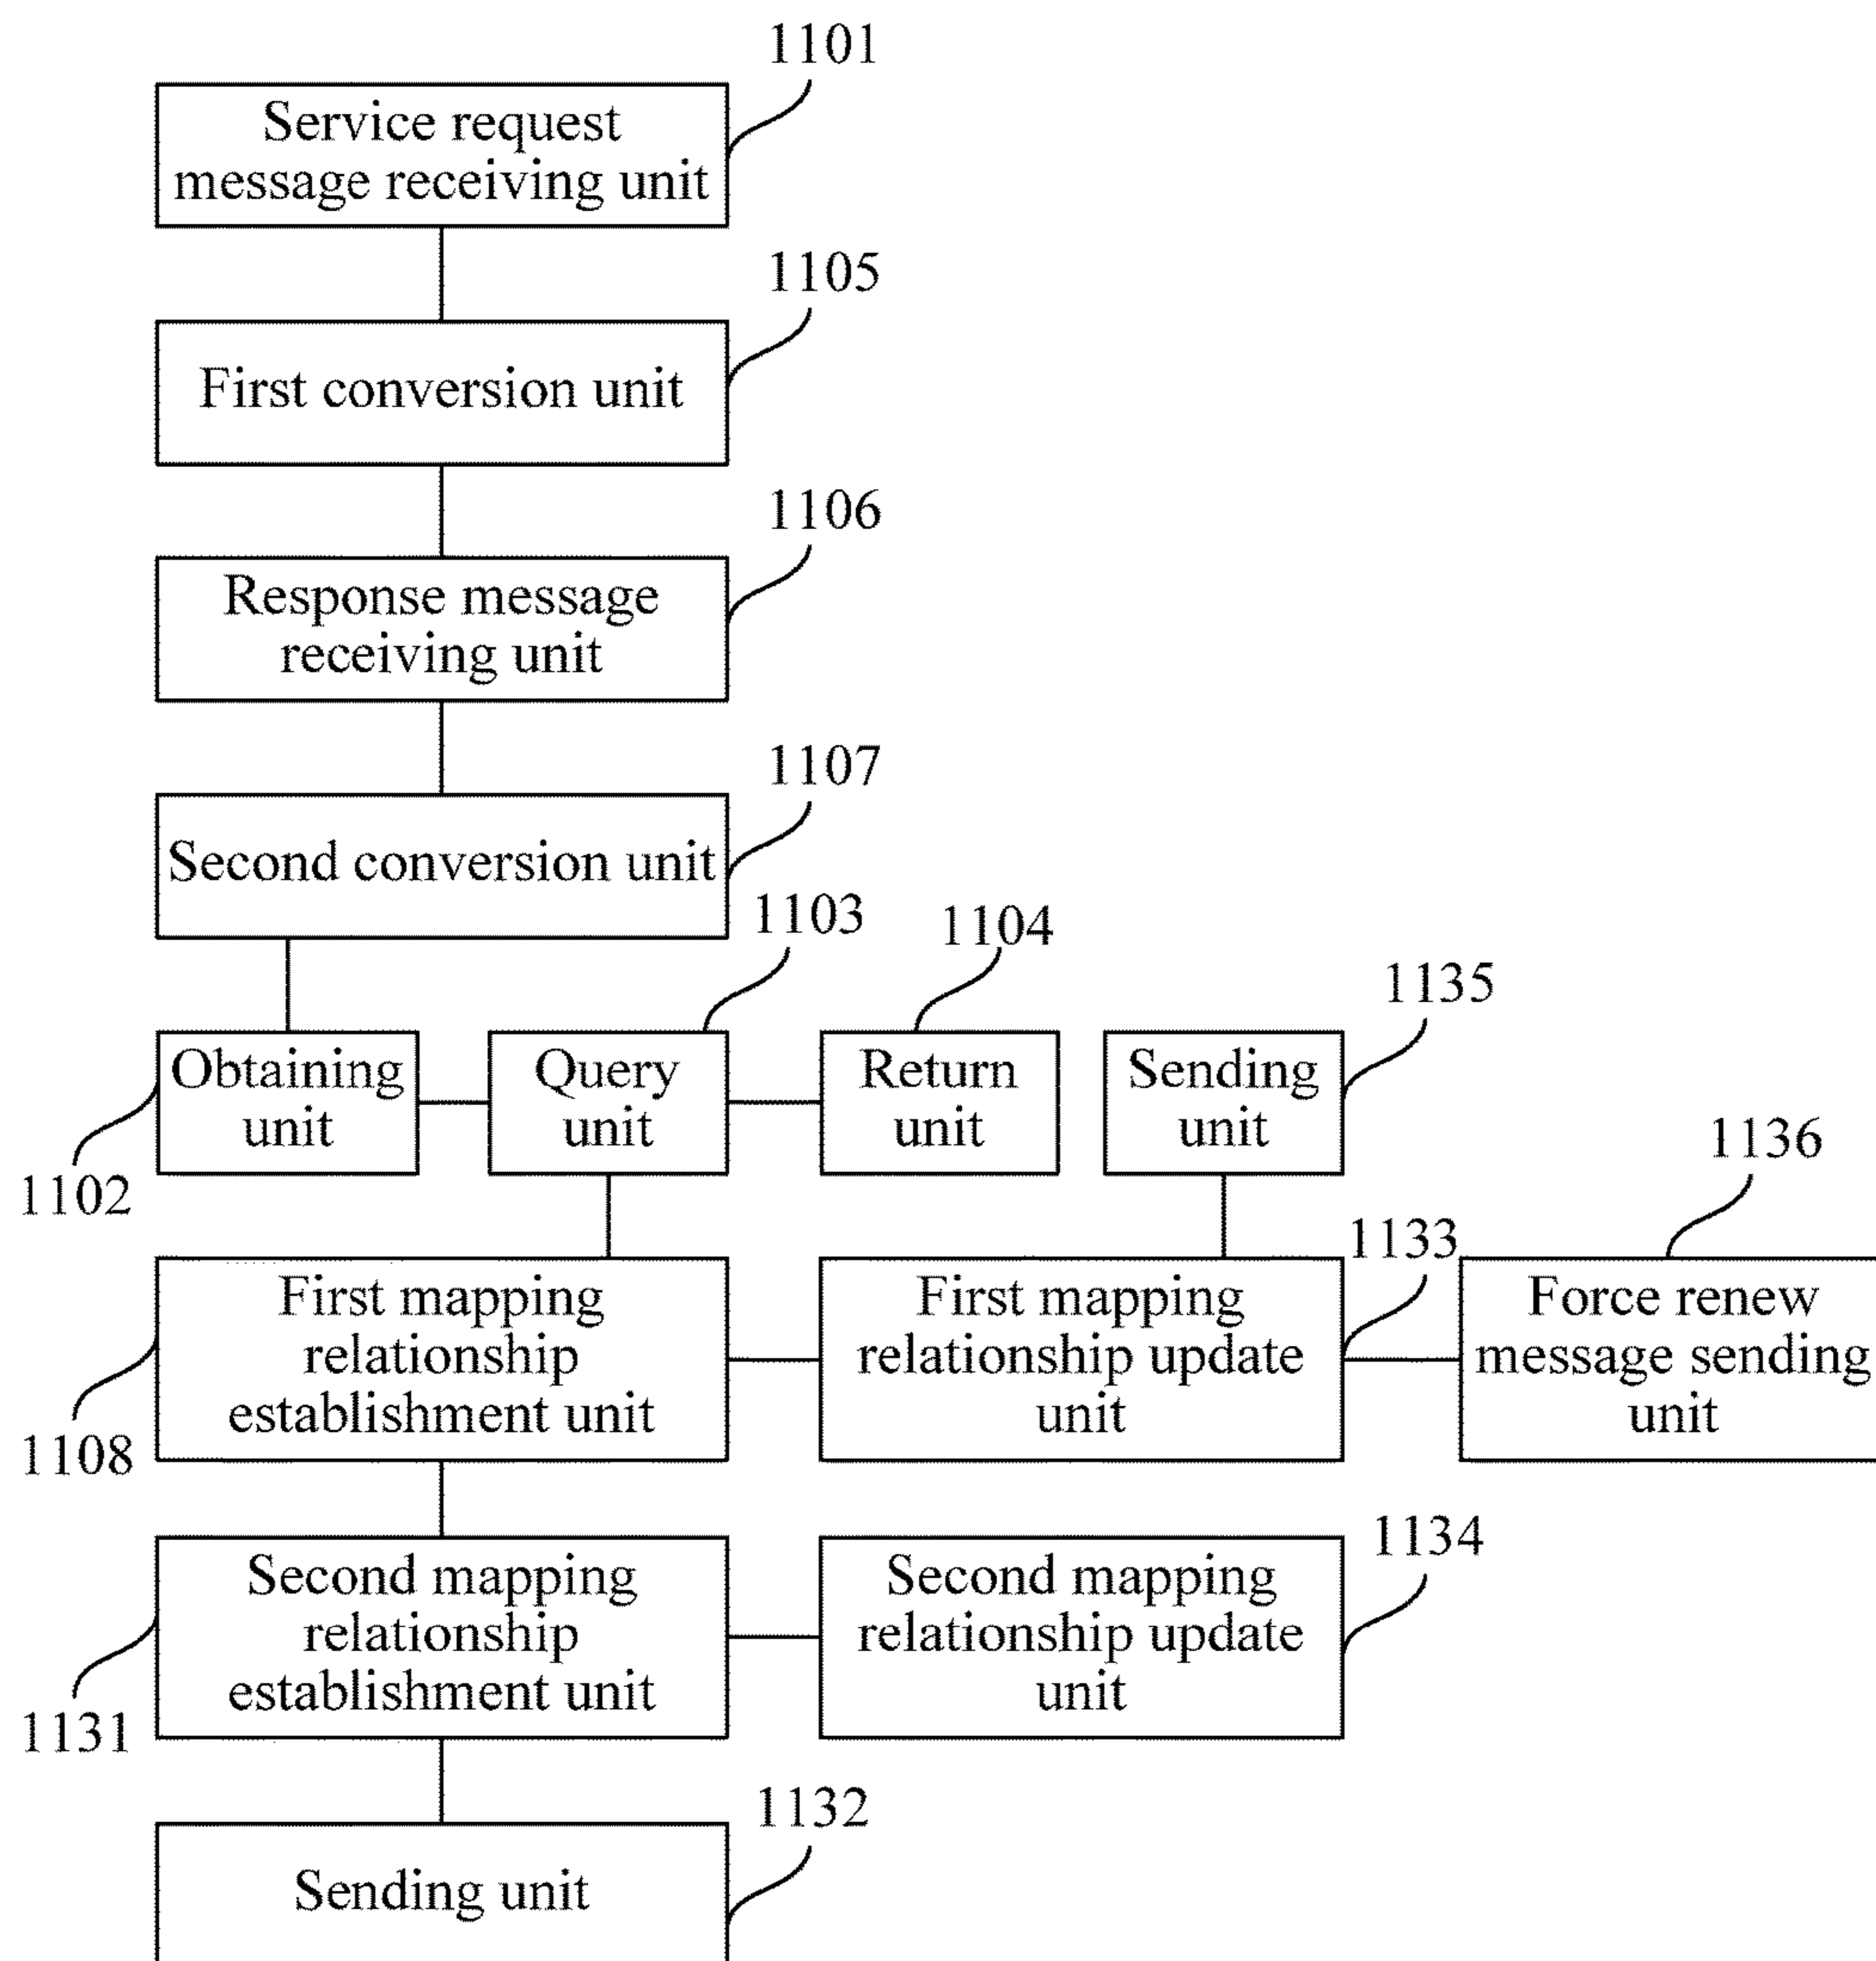 1101
Service request
message receiving unit
1105
First conversion unit
1106
Response message
receiving unit
1107
Second conversion unit
1103
1104
1135
Obtaining
unit
Query
unit
Return
unit
Sending
unit
1102
1136
1133
First mapping
relationship
establishment unit
First mapping
relationship update
unit
Force renew
message sending
unit
1108
1134
Second mapping
relationship
establishment unit
Second mapping
relationship update
unit
1131
1132
Sending unit